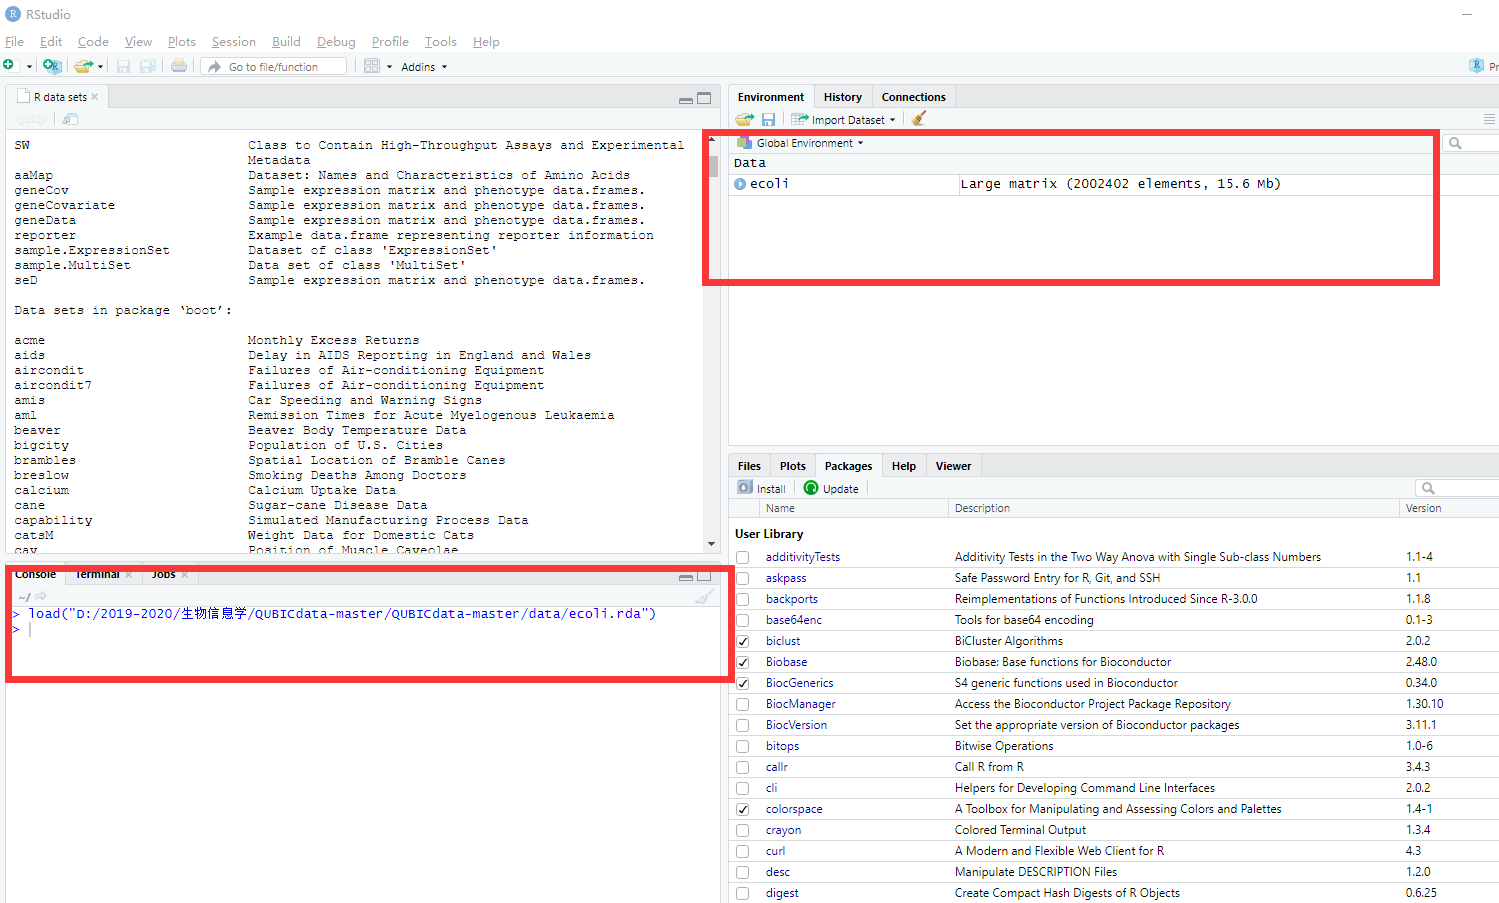 RStudio
File Edit Code View Plots Session Build Debug Profile Tools Help
Go to file/function Addins
R data sets
SW Class to Contain High-Throughput Assays and Experimental
Metadata
aaMap Dataset: Names and Characteristics of Amino Acids
geneCov Sample expression matrix and phenotype data.frames.
geneCovariate Sample expression matrix and phenotype data.frames.
geneData Sample expression matrix and phenotype data.frames.
reporter Example data.frame representing reporter information
sample.ExpressionSet Dataset of class 'ExpressionSet'
sample.MultiSet Data set of class 'MultiSet'
seD Sample expression matrix and phenotype data.frames.
Data sets in package ‘boot’:
acme Monthly Excess Returns
aids Delay in AIDS Reporting in England and Wales
aircondit Failures of Air-conditioning Equipment
aircondit7 Failures of Air-conditioning Equipment
amis Car Speeding and Warning Signs
aml Remission Times for Acute Myelogenous Leukaemia
beaver Beaver Body Temperature Data
bigcity Population of U.S. Cities
brambles Spatial Location of Bramble Canes
breslow Smoking Deaths Among Doctors
calcium Calcium Uptake Data
cane Sugar-cane Disease Data
capability Simulated Manufacturing Process Data
catsM Weight Data for Domestic Cats
cav Position of Muscle Caveolae
Console Terminal Jobs
~/
> load("D:/2019-2020/生物信息学/QUBICdata-master/QUBICdata-master/data/ecoli.rda")
>
Environment History Connections
Import Dataset
Global Environment
Data
ecoli Large matrix (2002402 elements, 15.6 Mb)
Files Plots Packages Help Viewer
Install Update
Name Description Version
User Library
additivityTests Additivity Tests in the Two Way Anova with Single Sub-class Numbers 1.1-4
askpass Safe Password Entry for R, Git, and SSH 1.1
backports Reimplementations of Functions Introduced Since R-3.0.0 1.1.8
base64enc Tools for base64 encoding 0.1-3
biclust BiCluster Algorithms 2.0.2
Biobase Biobase: Base functions for Bioconductor 2.48.0
BiocGenerics S4 generic functions used in Bioconductor 0.34.0
BiocManager Access the Bioconductor Project Package Repository 1.30.10
BiocVersion Set the appropriate version of Bioconductor packages 3.11.1
bitops Bitwise Operations 1.0-6
callr Call R from R 3.4.3
cli Helpers for Developing Command Line Interfaces 2.0.2
colorspace A Toolbox for Manipulating and Assessing Colors and Palettes 1.4-1
crayon Colored Terminal Output 1.3.4
curl A Modern and Flexible Web Client for R 4.3
desc Manipulate DESCRIPTION Files 1.2.0
digest Create Compact Hash Digests of R Objects 0.6.25